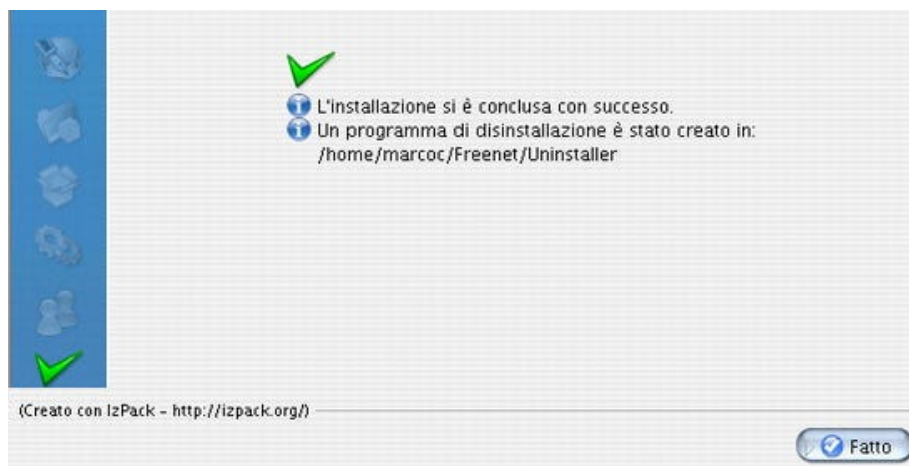 L'installazione si è conclusa con successo.
Un programma di disinstallazione è stato creato in:
/home/marcoc/Freenet/Uninstaller
(Creato con IzPack - http://izpack.org/)
Fatto